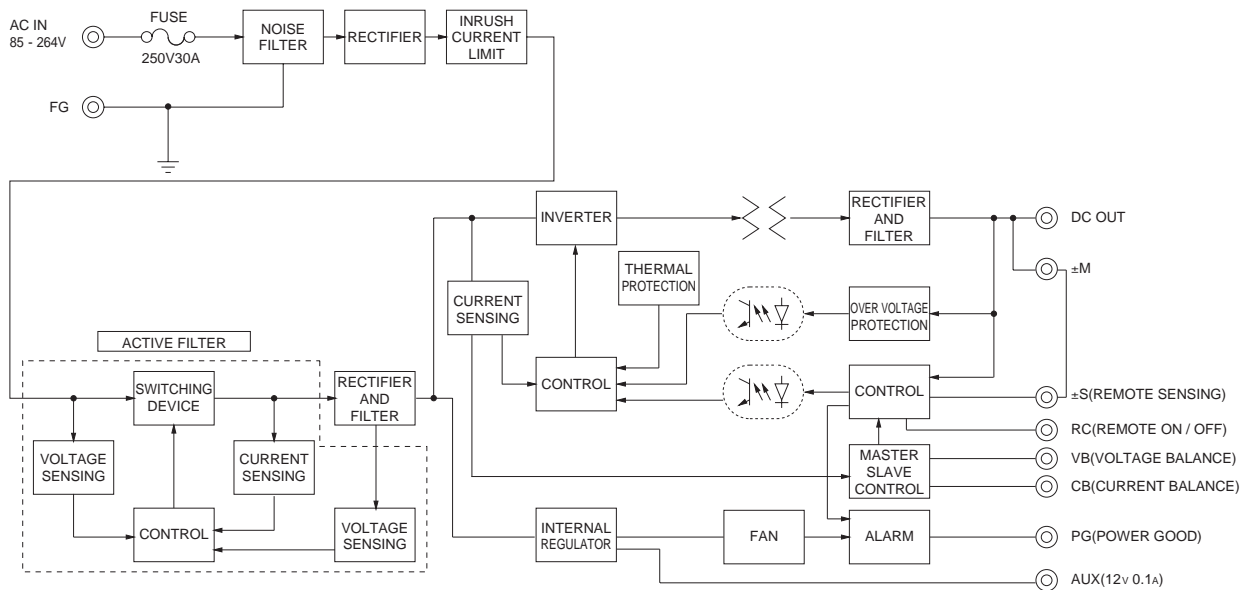 AC IN
85 - 264V
FUSE
250V30A
NOISE
FILTER
RECTIFIER
INRUSH
CURRENT
LIMIT
FG
INVERTER
RECTIFIER
AND
FILTER
DC OUT
±M
THERMAL
PROTECTION
CURRENT
SENSING
OVER VOLTAGE
PROTECTION
CONTROL
CONTROL
±S(REMOTE SENSING)
RC(REMOTE ON / OFF)
MASTER
SLAVE
CONTROL
VB(VOLTAGE BALANCE)
CB(CURRENT BALANCE)
ACTIVE FILTER
SWITCHING
DEVICE
RECTIFIER
AND
FILTER
VOLTAGE
SENSING
CURRENT
SENSING
CONTROL
VOLTAGE
SENSING
INTERNAL
REGULATOR
FAN
ALARM
PG(POWER GOOD)
AUX(12V 0.1A)